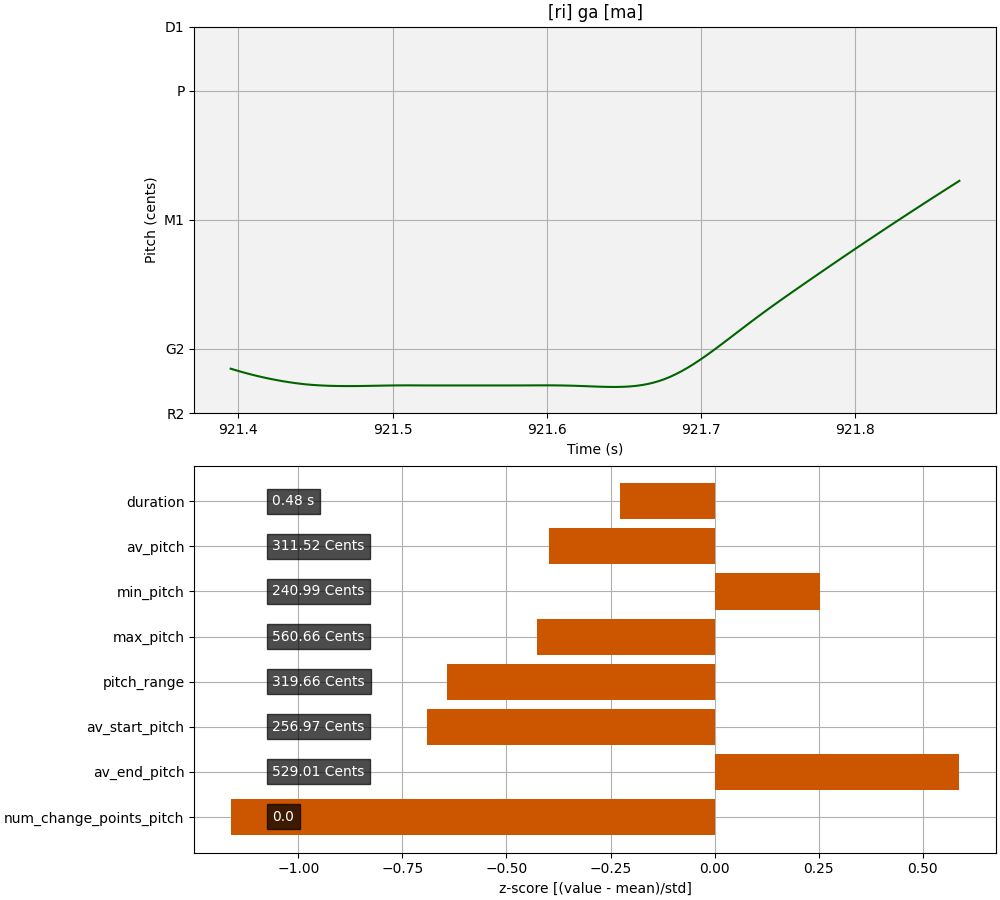 [ri] ga [ma]
D1
P
M1
G2
R2
Pitch (cents)
921.4 921.5 921.6 921.7 921.8
Time (s)
duration 0.48 s
av_pitch 311.52 Cents
min_pitch 240.99 Cents
max_pitch 560.66 Cents
pitch_range 319.66 Cents
av_start_pitch 256.97 Cents
av_end_pitch 529.01 Cents
num_change_points_pitch 0.0
−1.00 −0.75 −0.50 −0.25 0.00 0.25 0.50
z-score [(value - mean)/std]